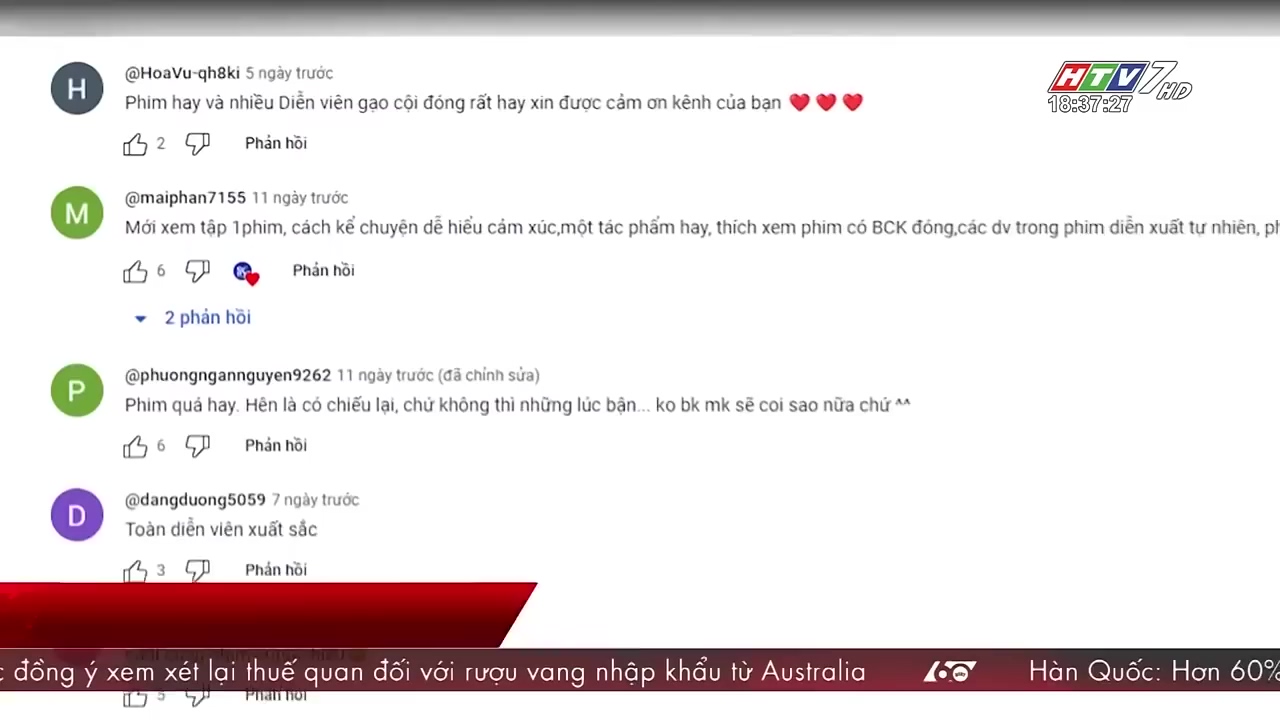 H
@HoaVu-qh8ki 5 ngày trước
Phim hay và nhiều Diễn viên gạo cội đóng rất hay xin được cảm ơn kênh của bạn ❤️ ❤️ ❤️
2 Phản hồi
HTV7 HD
18:37:27
M
@maiphan7155 11 ngày trước
Mới xem tập 1phim, cách kể chuyện dễ hiểu cảm xúc,một tác phẩm hay, thích xem phim có BCK đóng,các dv trong phim diễn xuất tự nhiên,
6 Phản hồi
2 phản hồi
P
@phuongngannguyen9262 11 ngày trước (đã chỉnh sửa)
Phim quá hay. Hên là có chiếu lại, chứ không thì những lúc bận... ko bk mk sẽ coi sao nữa chứ ^^
6 Phản hồi
D
@dangduong5059 7 ngày trước
Toàn diễn viên xuất sắc
3 Phản hồi
đồng ý xem xét lại thuế quan đối với rượu vang nhập khẩu từ Australia 60 giây Hàn Quốc: Hơn 60%
5 Phản hồi